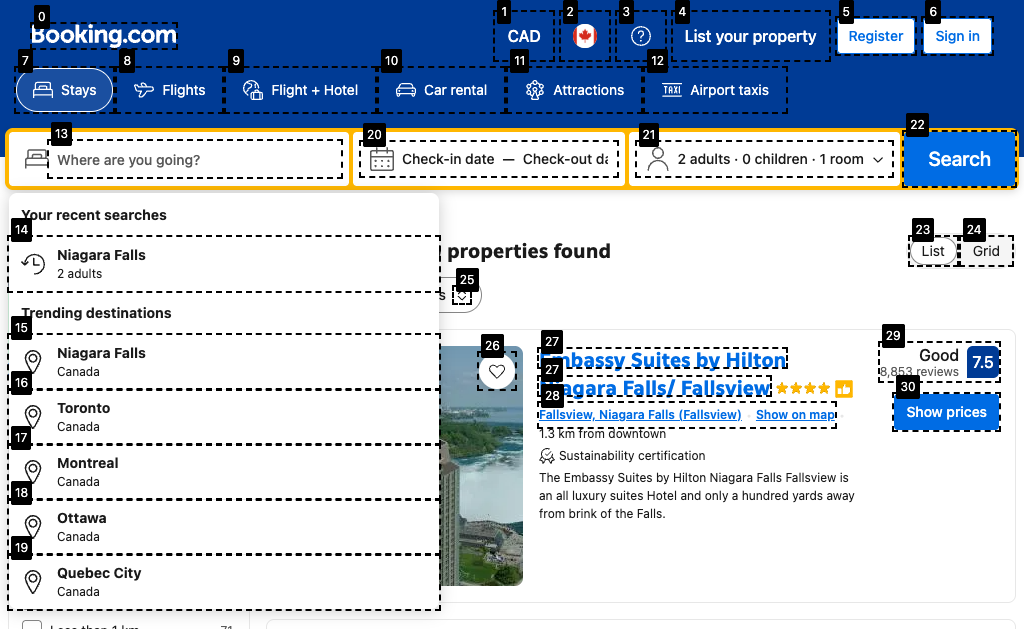 0
Booking.com
1
CAD
2
3
4
List your property
5
Register
6
Sign in
7
Stays
8
Flights
9
Flight + Hotel
10
Car rental
11
Attractions
12
TAXI
Airport taxis
13
Where are you going?
20
Check-in date — Check-out da
21
2 adults · 0 children · 1 room
22
Search
Your recent searches
14
Niagara Falls
2 adults
Trending destinations
15
Niagara Falls
Canada
16
Toronto
Canada
17
Montreal
Canada
18
Ottawa
Canada
19
Quebec City
Canada
properties found
23
List
24
Grid
s
25
26
27
Embassy Suites by Hilton
27
Niagara Falls/ Fallsview
28
Fallsview, Niagara Falls (Fallsview) · Show on map ·
1.3 km from downtown
Sustainability certification
The Embassy Suites by Hilton Niagara Falls Fallsview is
an all luxury suites Hotel and only a hundred yards away
from brink of the Falls.
29
Good
8,853 reviews
7.5
30
Show prices
Less than 1 km
71